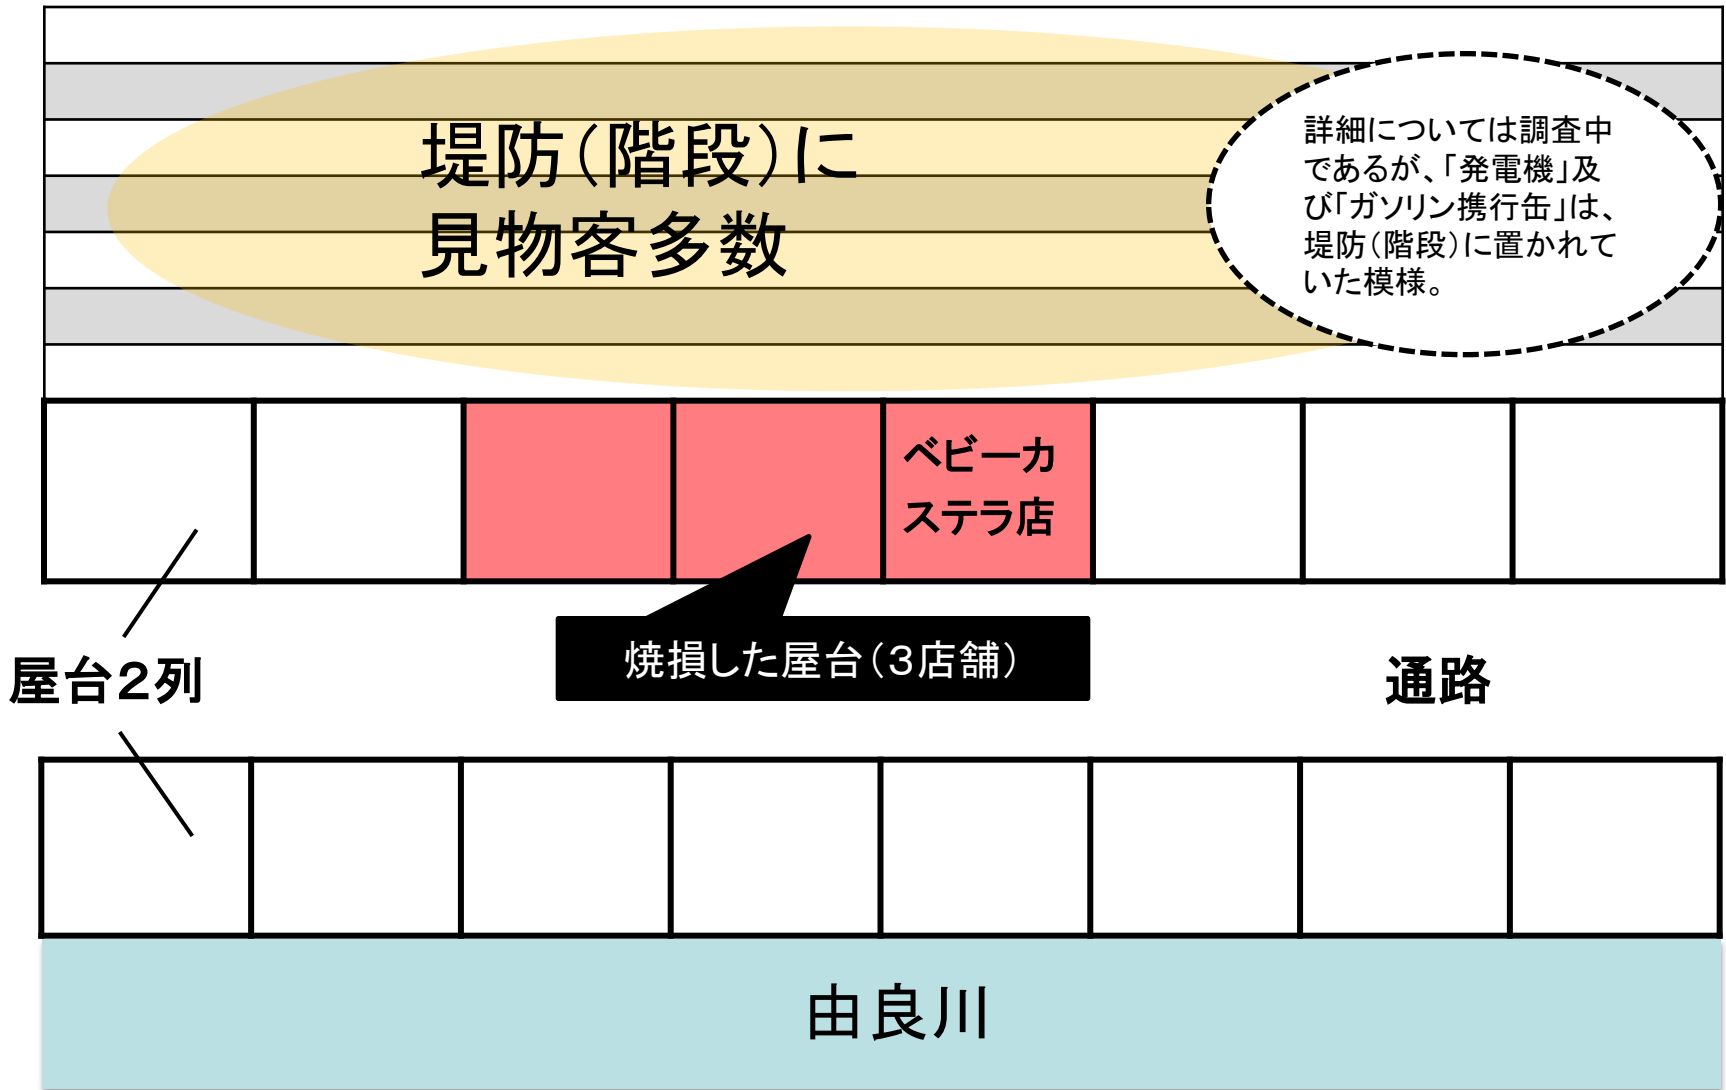 堤防（階段）に
見物客多数
詳細については調査中
であるが、「発電機」及
び「ガソリン携行缶」は、
堤防（階段）に置かれて
いた模様。
ベビーカ
ステラ店
焼損した屋台（３店舗）
屋台２列
通路
由良川